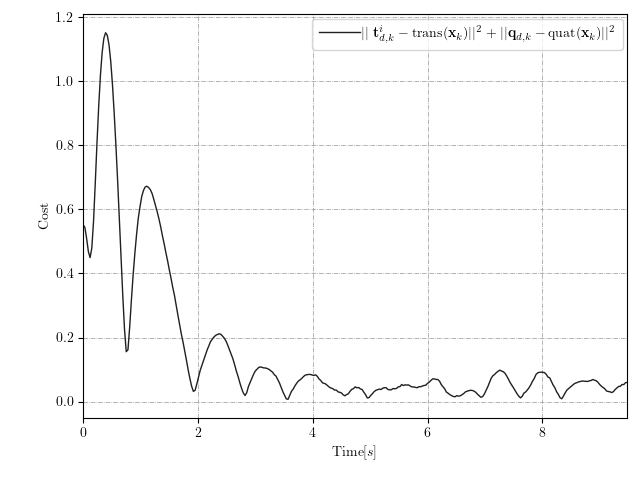 || t^i_{d,k} − trans(x_k)||² + ||q_{d,k} − quat(x_k)||²
1.2
1.0
0.8
0.6
0.4
0.2
0.0
Cost
0 2 4 6 8
Time[s]